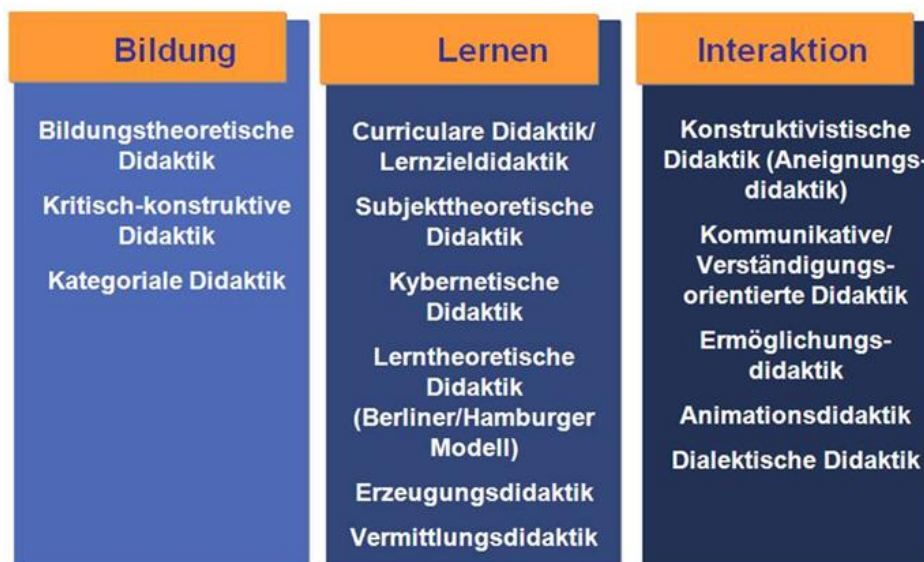 Bildung
Bildungstheoretische
Didaktik
Kritisch-konstruktive
Didaktik
Kategoriale Didaktik
Lernen
Curriculare Didaktik/
Lernzieldidaktik
Subjekttheoretische
Didaktik
Kybernetische
Didaktik
Lerntheoretische
Didaktik
(Berliner/Hamburger
Modell)
Erzeugungsdidaktik
Vermittlungsdidaktik
Interaktion
Konstruktivistische
Didaktik (Aneignungs-
didaktik)
Kommunikative/
Verständigungs-
orientierte Didaktik
Ermöglichungs-
didaktik
Animationsdidaktik
Dialektische Didaktik